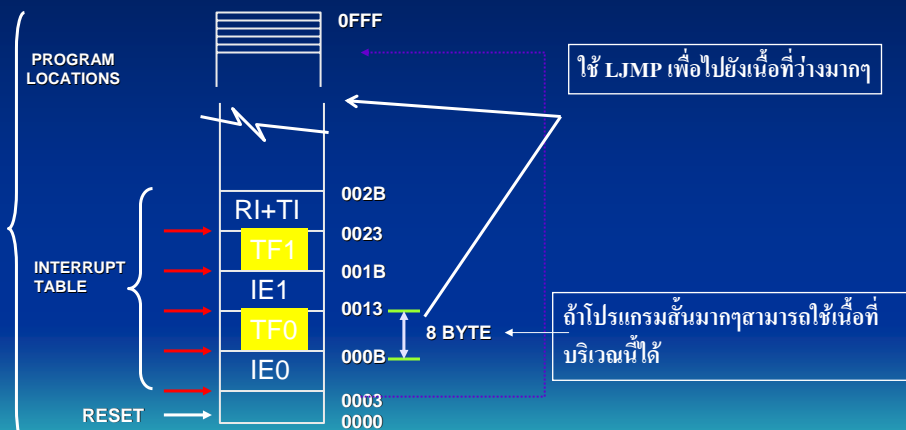 0FFF
PROGRAM
LOCATIONS
ใช้ LJMP เพื่อไปยังเนื้อที่ว่างมากๆ
002B
RI+TI
0023
TF1
INTERRUPT
TABLE
001B
IE1
0013
TF0
8 BYTE
ถ้าโปรแกรมสั้นมากๆสามารถใช้เนื้อที่
บริเวณนี้ได้
000B
IE0
0003
RESET
0000